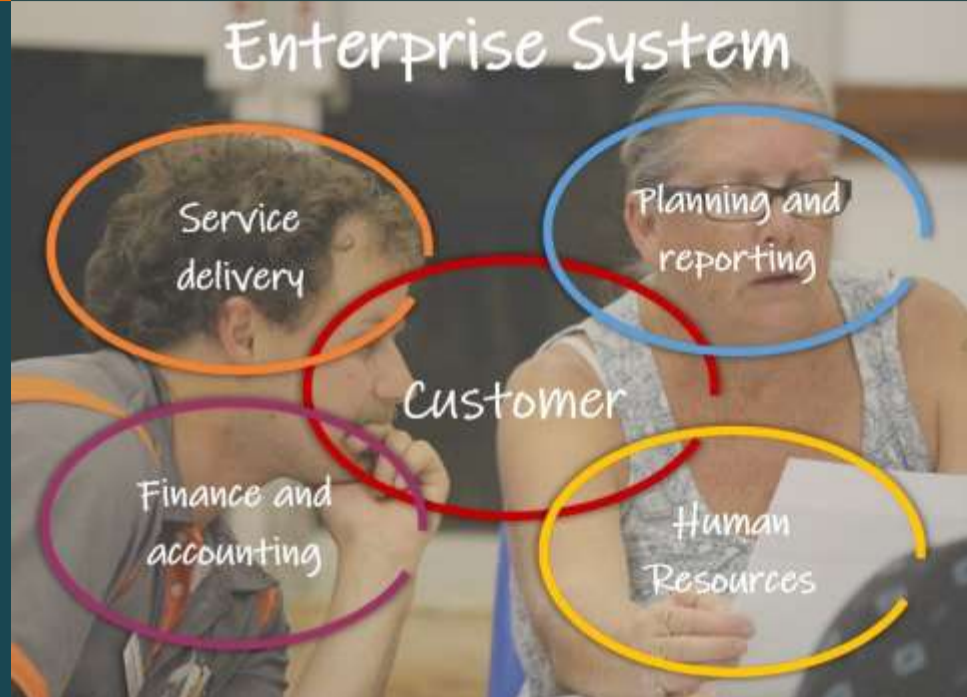 Enterprise System
Service
delivery
Planning and
reporting
Customer
Finance and
accounting
Human
Resources